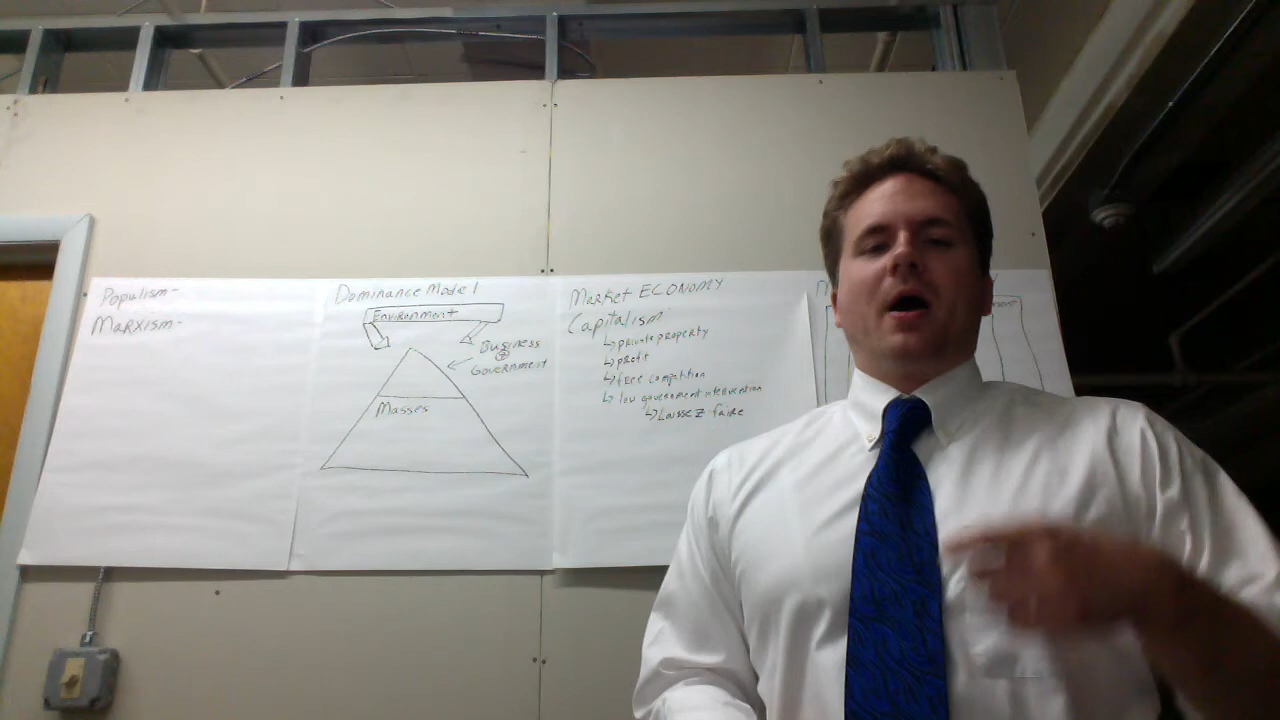 Populism-
Marxism-
Dominance Model
Environment
Business
+
Government
Masses
Market ECONOMY
Capitalism
↳ private property
↳ profit
↳ free compitition
↳ low government intervention
↳ Laissez-faire